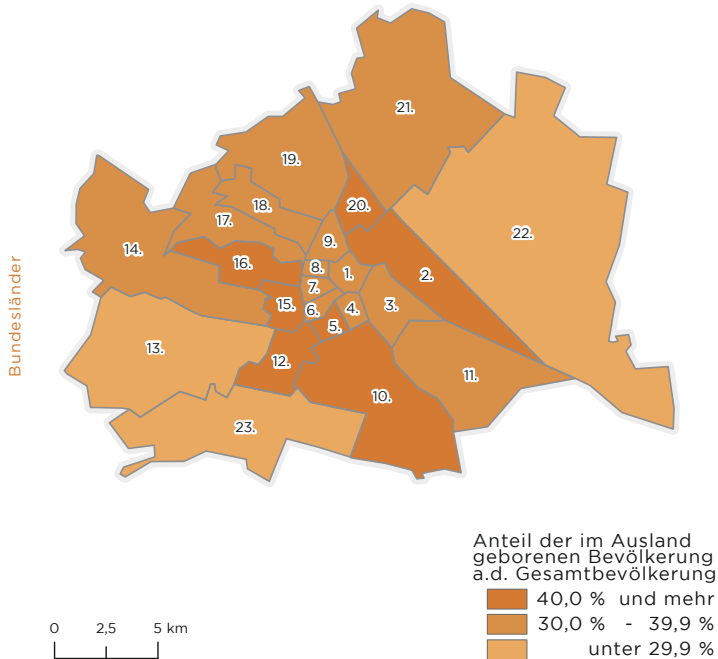 21.
19.
18.
20.
17.
9.
22.
14.
16.
8.
1.
2.
7.
15.
6.
4.
3.
5.
13.
12.
11.
10.
23.
Bundesländer
Anteil der im Ausland
geborenen Bevölkerung
a.d. Gesamtbevölkerung
40,0 % und mehr
30,0 % - 39,9 %
unter 29,9 %
0 2,5 5 km